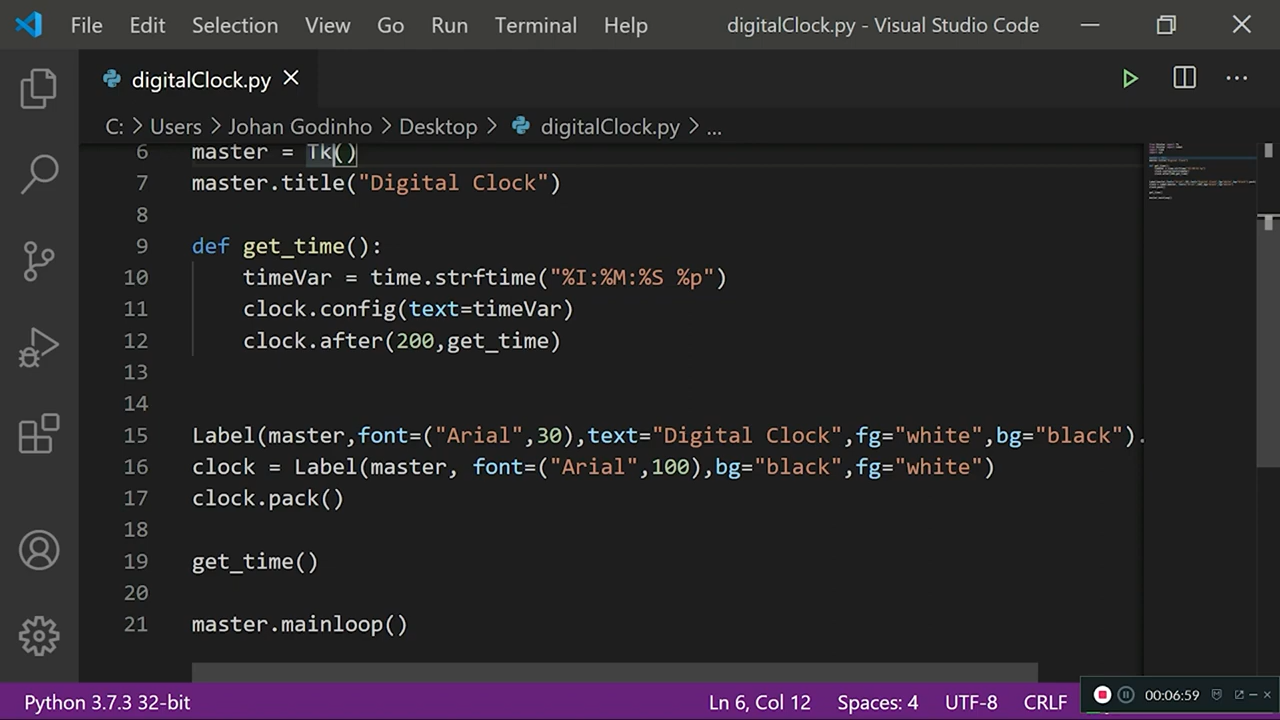 File Edit Selection View Go Run Terminal Help digitalClock.py - Visual Studio Code
digitalClock.py
C: > Users > Johan Godinho > Desktop > digitalClock.py > ...
6 master = Tk()
7 master.title("Digital Clock")
8
9 def get_time():
10 timeVar = time.strftime("%I:%M:%S %p")
11 clock.config(text=timeVar)
12 clock.after(200,get_time)
13
14
15 Label(master,font=("Arial",30),text="Digital Clock",fg="white",bg="black").
16 clock = Label(master, font=("Arial",100),bg="black",fg="white")
17 clock.pack()
18
19 get_time()
20
21 master.mainloop()
Python 3.7.3 32-bit Ln 6, Col 12 Spaces: 4 UTF-8 CRLF 00:06:59